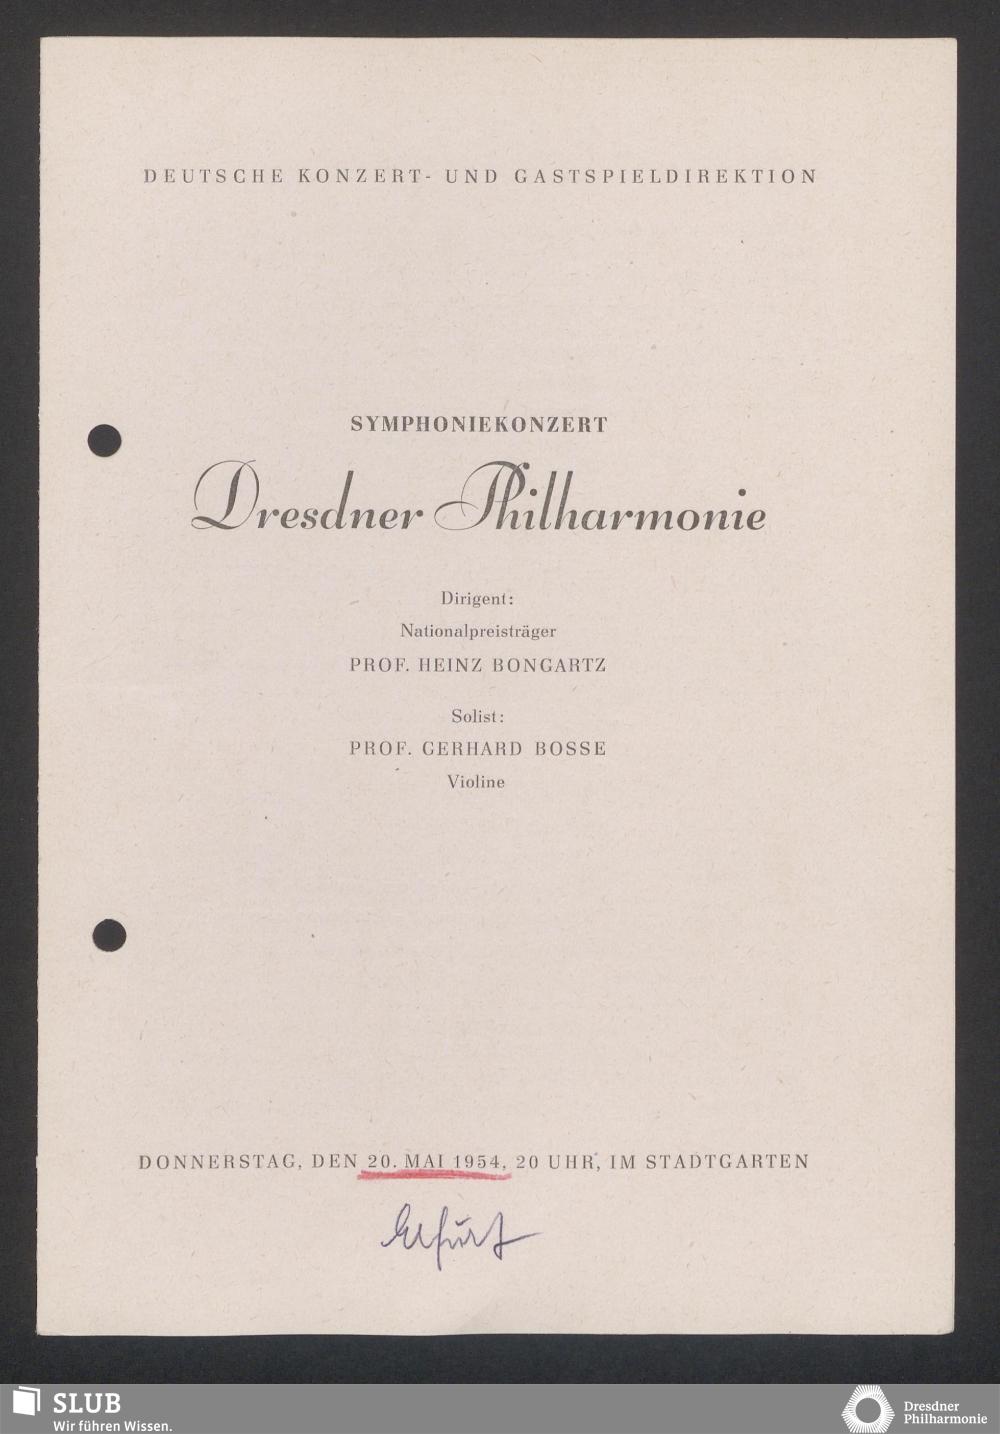 DEUTSCHE KONZERT- UND GASTSPIELDIREKTION
SYMPHONIEKONZERT
Dresdner Philharmonie
Dirigent:
Nationalpreisträger
PROF. HEINZ BONGARTZ
Solist:
PROF. GERHARD BOSSE
Violine
DONNERSTAG, DEN 20. MAI 1954, 20 UHR, IM STADTGARTEN
Erfurt
SLUB
Wir führen Wissen.
Dresdner
Philharmonie